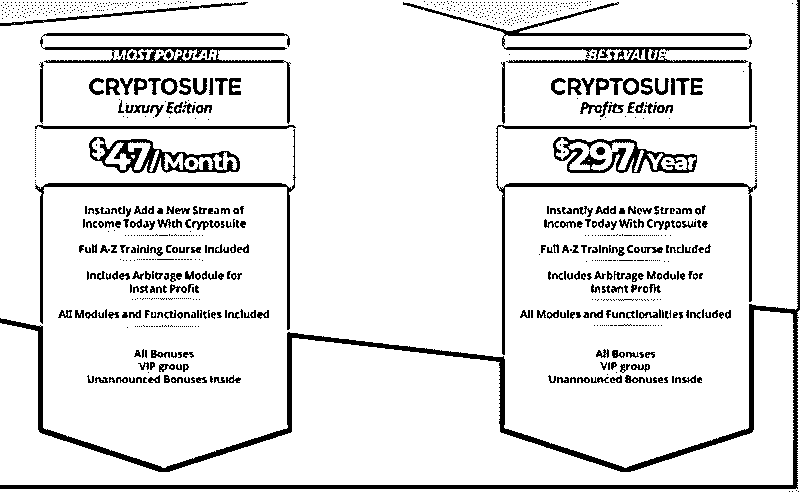 MOST POPULAR
CRYPTOSUITE
Luxury Edition
$47/Month
Instantly Add a New Stream of
Income Today With Cryptosuite
Full A-Z Training Course Included
Includes Arbitrage Module for
Instant Profit
All Modules and Functionalities Included
All Bonuses
VIP group
Unannounced Bonuses Inside
BEST VALUE
CRYPTOSUITE
Profits Edition
$297/Year
Instantly Add a New Stream of
Income Today With Cryptosuite
Full A-Z Training Course Included
Includes Arbitrage Module for
Instant Profit
All Modules and Functionalities Included
All Bonuses
VIP group
Unannounced Bonuses Inside